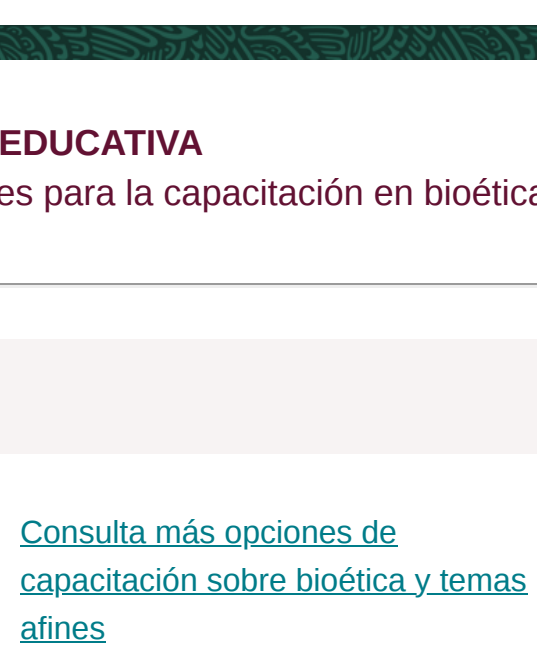 EDUCATIVA
es para la capacitación en bioética
Consulta más opciones de
capacitación sobre bioética y temas
afines